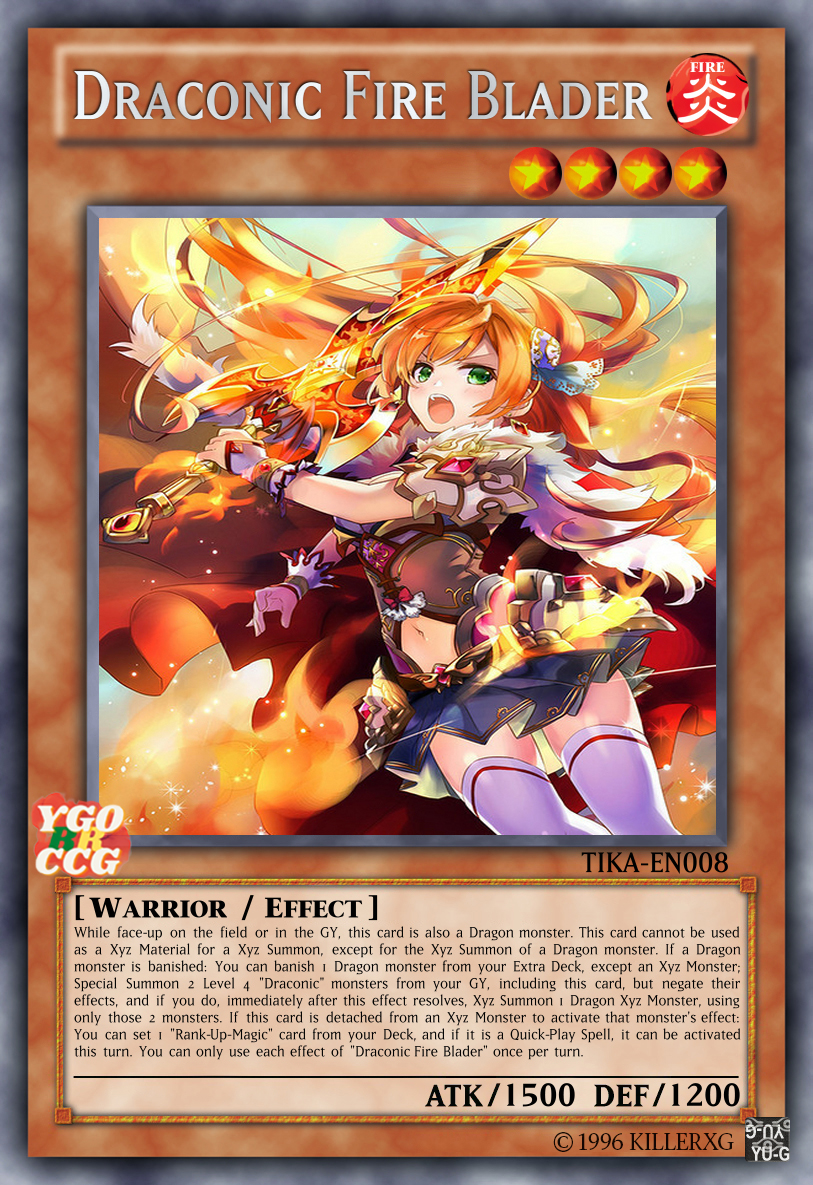 DRACONIC FIRE BLADER
FIRE
炎
YGO
RR
CCG
TIKA-EN008
[ WARRIOR / EFFECT ]
While face-up on the field or in the GY, this card is also a Dragon monster. This card cannot be used
as a Xyz Material for a Xyz Summon, except for the Xyz Summon of a Dragon monster. If a Dragon
monster is banished: You can banish 1 Dragon monster from your Extra Deck, except an Xyz Monster;
Special Summon 2 Level 4 "Draconic" monsters from your GY, including this card, but negate their
effects, and if you do, immediately after this effect resolves, Xyz Summon 1 Dragon Xyz Monster, using
only those 2 monsters. If this card is detached from an Xyz Monster to activate that monster's effect:
You can set 1 "Rank-Up-Magic" card from your Deck, and if it is a Quick-Play Spell, it can be activated
this turn. You can only use each effect of "Draconic Fire Blader" once per turn.
ATK/1500 DEF/1200
© 1996 KILLERXG
YU-G
YU-G